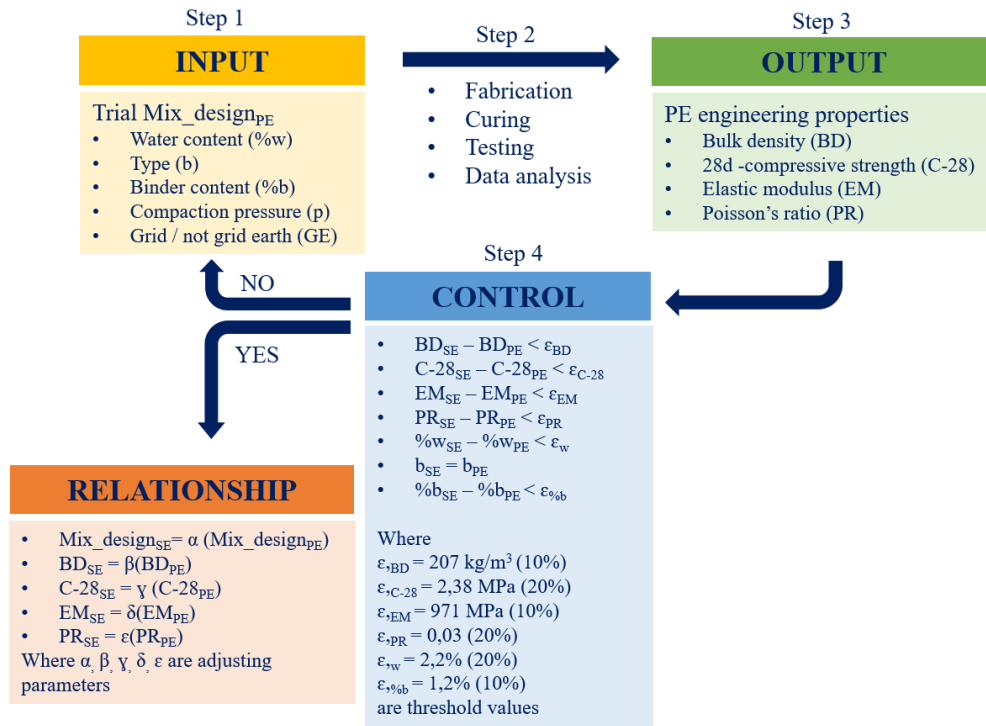 Step 1
INPUT
Trial Mix_designPE
• Water content (%w)
• Type (b)
• Binder content (%b)
• Compaction pressure (p)
• Grid / not grid earth (GE)
Step 2
• Fabrication
• Curing
• Testing
• Data analysis
Step 3
OUTPUT
PE engineering properties
• Bulk density (BD)
• 28d -compressive strength (C-28)
• Elastic modulus (EM)
• Poisson’s ratio (PR)
Step 4
CONTROL
• BDSE – BDPE < εBD
• C-28SE – C-28PE < εC-28
• EMSE – EMPE < εEM
• PRSE – PRPE < εPR
• %wSE – %wPE < εw
• bSE = bPE
• %bSE – %bPE < ε%b
Where
ε,BD = 207 kg/m³ (10%)
ε,C-28 = 2,38 MPa (20%)
ε,EM = 971 MPa (10%)
ε,PR = 0,03 (20%)
ε,w = 2,2% (20%)
ε,%b = 1,2% (10%)
are threshold values
NO
YES
RELATIONSHIP
• Mix_designSE= α (Mix_designPE)
• BDSE = β(BDPE)
• C-28SE = ɣ (C-28PE)
• EMSE = δ(EMPE)
• PRSE = ε(PRPE)
Where α, β, ɣ, δ, ε are adjusting
parameters